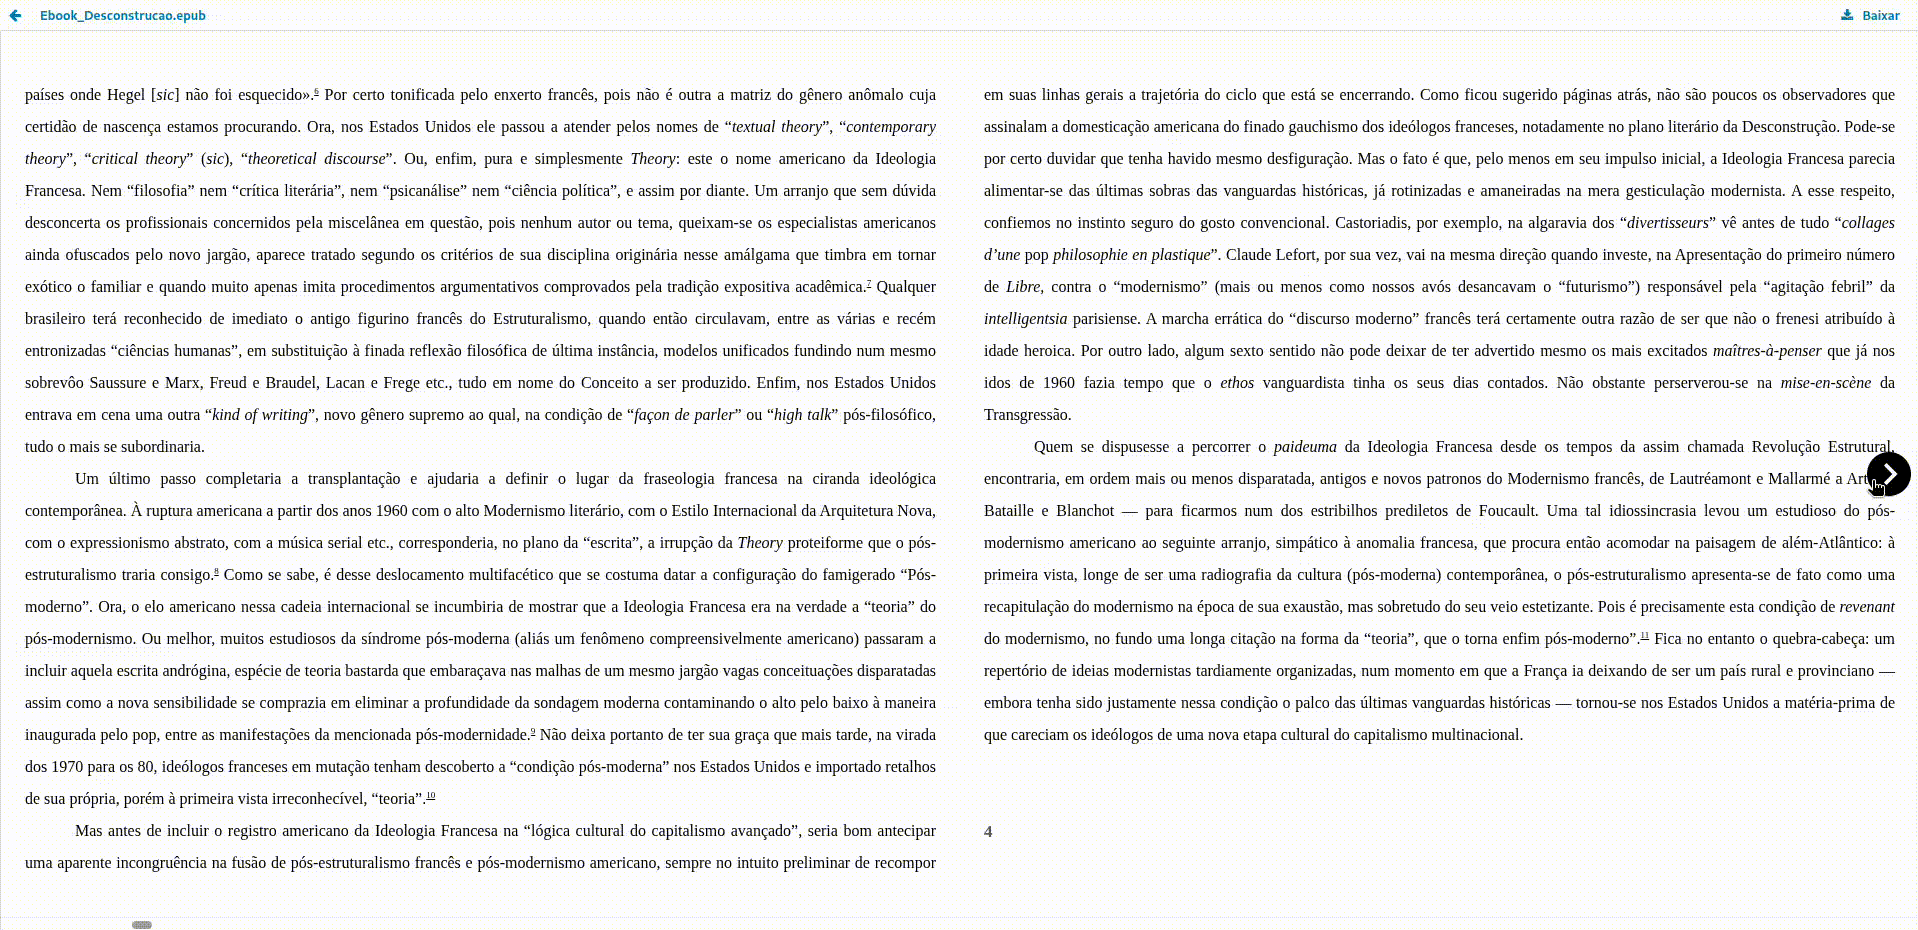 Ebook_Desconstrucao.epub
Baixar
países onde Hegel [sic] não foi esquecido».6 Por certo tonificada pelo enxerto francês, pois não é outra a matriz do gênero anômalo cuja
certidão de nascença estamos procurando. Ora, nos Estados Unidos ele passou a atender pelos nomes de “textual theory”, “contemporary
theory”, “critical theory” (sic), “theoretical discourse”. Ou, enfim, pura e simplesmente Theory: este o nome americano da Ideologia
Francesa. Nem “filosofia” nem “crítica literária”, nem “psicanálise” nem “ciência política”, e assim por diante. Um arranjo que sem dúvida
desconcerta os profissionais concernidos pela miscelânea em questão, pois nenhum autor ou tema, queixam-se os especialistas americanos
ainda ofuscados pelo novo jargão, aparece tratado segundo os critérios de sua disciplina originária nesse amálgama que timbra em tornar
exótico o familiar e quando muito apenas imita procedimentos argumentativos comprovados pela tradição expositiva acadêmica.7 Qualquer
brasileiro terá reconhecido de imediato o antigo figurino francês do Estruturalismo, quando então circulavam, entre as várias e recém
entronizadas “ciências humanas”, em substituição à finada reflexão filosófica de última instância, modelos unificados fundindo num mesmo
sobrevôo Saussure e Marx, Freud e Braudel, Lacan e Frege etc., tudo em nome do Conceito a ser produzido. Enfim, nos Estados Unidos
entrava em cena uma outra “kind of writing”, novo gênero supremo ao qual, na condição de “façon de parler” ou “high talk” pós-filosófico,
tudo o mais se subordinaria.
Um último passo completaria a transplantação e ajudaria a definir o lugar da fraseologia francesa na ciranda ideológica
contemporânea. À ruptura americana a partir dos anos 1960 com o alto Modernismo literário, com o Estilo Internacional da Arquitetura Nova,
com o expressionismo abstrato, com a música serial etc., corresponderia, no plano da “escrita”, a irrupção da Theory proteiforme que o pós-
estruturalismo traria consigo.8 Como se sabe, é desse deslocamento multifacético que se costuma datar a configuração do famigerado “Pós-
moderno”. Ora, o elo americano nessa cadeia internacional se incumbiria de mostrar que a Ideologia Francesa era na verdade a “teoria” do
pós-modernismo. Ou melhor, muitos estudiosos da síndrome pós-moderna (aliás um fenômeno compreensivelmente americano) passaram a
incluir aquela escrita andrógina, espécie de teoria bastarda que embaraçava nas malhas de um mesmo jargão vagas conceituações disparatadas
assim como a nova sensibilidade se comprazia em eliminar a profundidade da sondagem moderna contaminando o alto pelo baixo à maneira
inaugurada pelo pop, entre as manifestações da mencionada pós-modernidade.9 Não deixa portanto de ter sua graça que mais tarde, na virada
dos 1970 para os 80, ideólogos franceses em mutação tenham descoberto a “condição pós-moderna” nos Estados Unidos e importado retalhos
de sua própria, porém à primeira vista irreconhecível, “teoria”.10
Mas antes de incluir o registro americano da Ideologia Francesa na “lógica cultural do capitalismo avançado”, seria bom antecipar
uma aparente incongruência na fusão de pós-estruturalismo francês e pós-modernismo americano, sempre no intuito preliminar de recompor
em suas linhas gerais a trajetória do ciclo que está se encerrando. Como ficou sugerido páginas atrás, não são poucos os observadores que
assinalam a domesticação americana do finado gauchismo dos ideólogos franceses, notadamente no plano literário da Desconstrução. Pode-se
por certo duvidar que tenha havido mesmo desfiguração. Mas o fato é que, pelo menos em seu impulso inicial, a Ideologia Francesa parecia
alimentar-se das últimas sobras das vanguardas históricas, já rotinizadas e amaneiradas na mera gesticulação modernista. A esse respeito,
confiemos no instinto seguro do gosto convencional. Castoriadis, por exemplo, na algaravia dos “divertisseurs” vê antes de tudo “collages
d’une pop philosophie en plastique”. Claude Lefort, por sua vez, vai na mesma direção quando investe, na Apresentação do primeiro número
de Libre, contra o “modernismo” (mais ou menos como nossos avós desancavam o “futurismo”) responsável pela “agitação febril” da
intelligentsia parisiense. A marcha errática do “discurso moderno” francês terá certamente outra razão de ser que não o frenesi atribuído à
idade heroica. Por outro lado, algum sexto sentido não pode deixar de ter advertido mesmo os mais excitados maîtres-à-penser que já nos
idos de 1960 fazia tempo que o ethos vanguardista tinha os seus dias contados. Não obstante perserverou-se na mise-en-scène da
Transgressão.
Quem se dispusesse a percorrer o paideuma da Ideologia Francesa desde os tempos da assim chamada Revolução Estrutural,
encontraria, em ordem mais ou menos disparatada, antigos e novos patronos do Modernismo francês, de Lautréamont e Mallarmé a
Bataille e Blanchot — para ficarmos num dos estribilhos prediletos de Foucault. Uma tal idiossincrasia levou um estudioso do pós-
modernismo americano ao seguinte arranjo, simpático à anomalia francesa, que procura então acomodar na paisagem de além-Atlântico: à
primeira vista, longe de ser uma radiografia da cultura (pós-moderna) contemporânea, o pós-estruturalismo apresenta-se de fato como uma
recapitulação do modernismo na época de sua exaustão, mas sobretudo do seu veio estetizante. Pois é precisamente esta condição de revenant
do modernismo, no fundo uma longa citação na forma da “teoria”, que o torna enfim pós-moderno”.11 Fica no entanto o quebra-cabeça: um
repertório de ideias modernistas tardiamente organizadas, num momento em que a França ia deixando de ser um país rural e provinciano —
embora tenha sido justamente nessa condição o palco das últimas vanguardas históricas — tornou-se nos Estados Unidos a matéria-prima de
que careciam os ideólogos de uma nova etapa cultural do capitalismo multinacional.
4